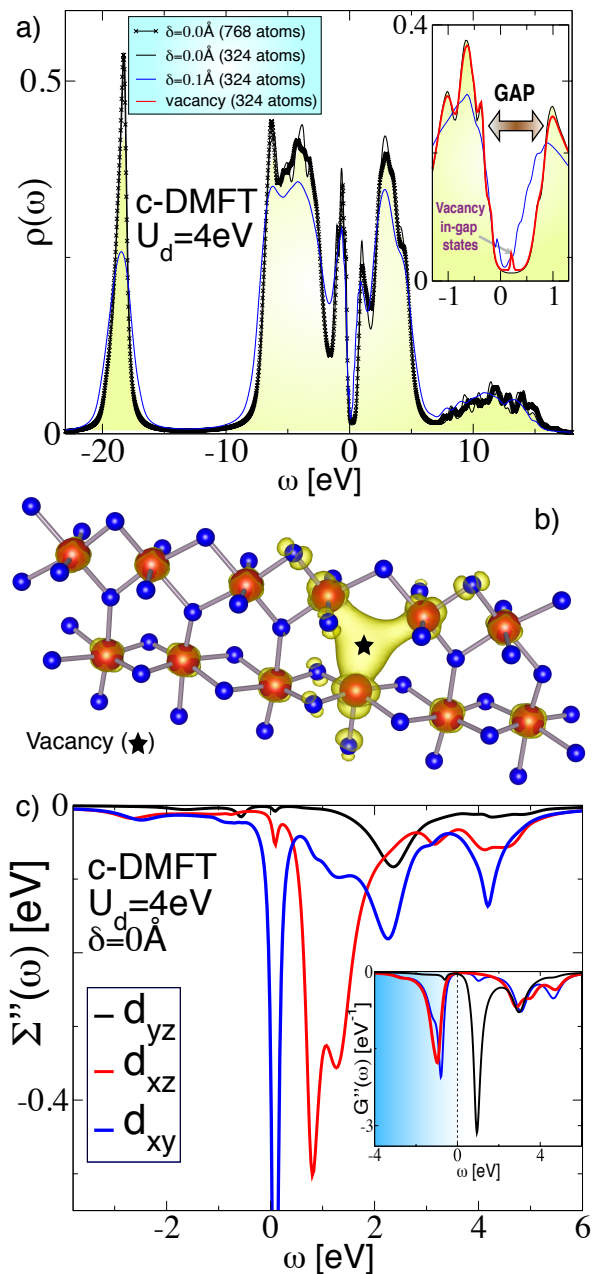 a)
δ=0.0Å (768 atoms)
δ=0.0Å (324 atoms)
δ=0.1Å (324 atoms)
vacancy (324 atoms)
0.5
0
ρ(ω)
c-DMFT
U_d=4eV
-20
-10
0
10
ω [eV]
0.4
0
GAP
Vacancy
in-gap
states
-1
0
1
b)
Vacancy (★)
c)
0
-0.4
Σ''(ω) [eV]
c-DMFT
U_d=4eV
δ=0Å
d_yz
d_xz
d_xy
-2
0
2
4
6
ω [eV]
0
-3
G''(ω) [eV⁻¹]
-4
0
4
ω [eV]